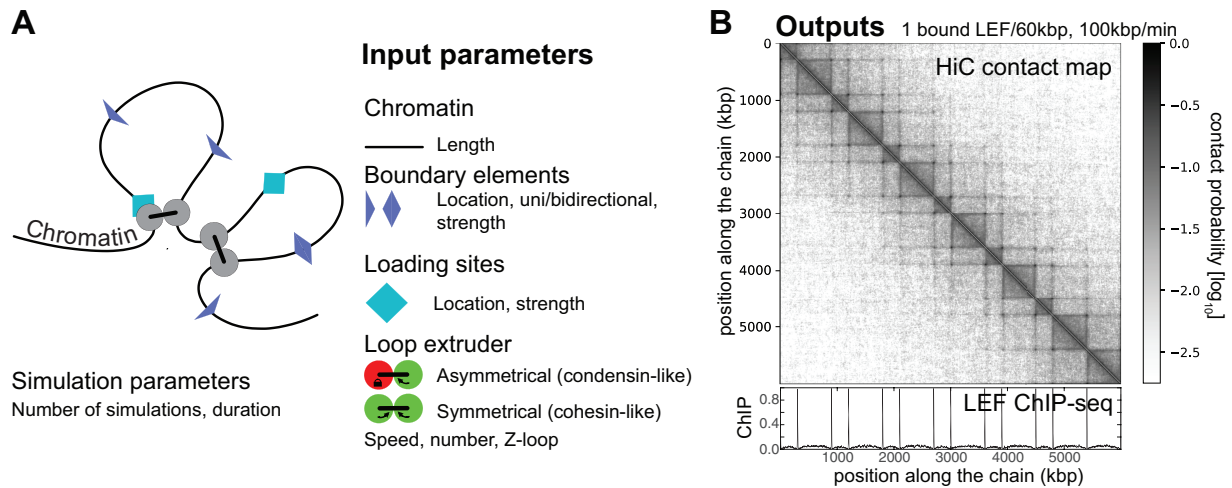 A
Input parameters
Chromatin
Length
Boundary elements
Location, uni/bidirectional,
strength
Loading sites
Location, strength
Loop extruder
Asymmetrical (condensin-like)
Symmetrical (cohesin-like)
Speed, number, Z-loop
Chromatin
Simulation parameters
Number of simulations, duration
B
Outputs
1 bound LEF/60kbp, 100kbp/min
HiC contact map
position along the chain (kbp)
0
1000
2000
3000
4000
5000
0.0
−0.5
−1.0
−1.5
−2.0
−2.5
contact probability [log10]
LEF ChIP-seq
ChIP
0.8
0.4
0.0
1000 2000 3000 4000 5000
position along the chain (kbp)